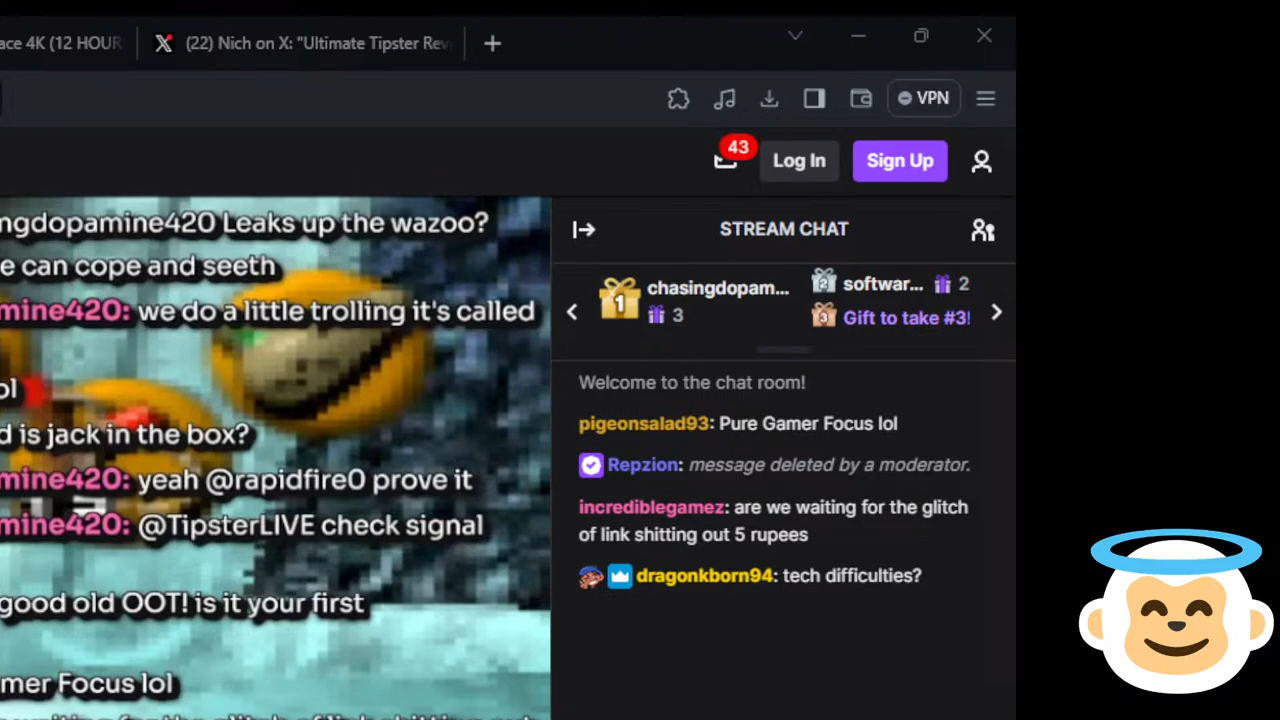 ace 4K (12 HOUR
(22) Nich on X: "Ultimate Tipster Rev
VPN
43
Log In
Sign Up
ngdopamine420 Leaks up the wazoo?
e can cope and seeth
mine420: we do a little trolling it's called
ol
d is jack in the box?
mine420: yeah @rapidfire0 prove it
mine420: @TipsterLIVE check signal
good old OOT! is it your first
mer Focus lol
STREAM CHAT
1
chasingdopam...
3
2
softwar...
2
3
Gift to take #3!
Welcome to the chat room!
pigeonsalad93: Pure Gamer Focus lol
Repzion: message deleted by a moderator.
incrediblegamez: are we waiting for the glitch
of link shitting out 5 rupees
dragonkborn94: tech difficulties?